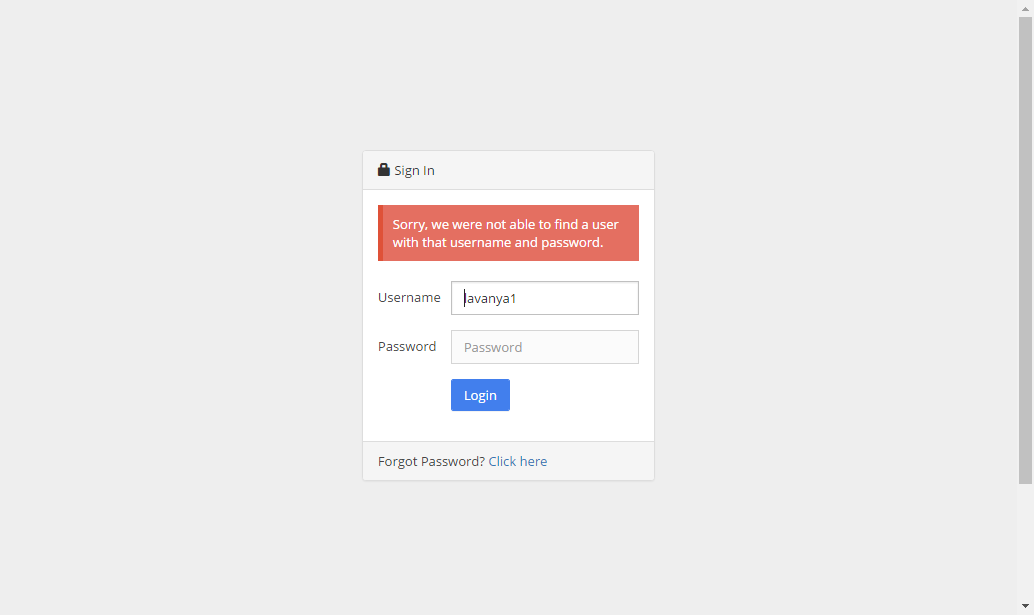 Sign In
Sorry, we were not able to find a user
with that username and password.
Username
lavanya1
Password
Password
Login
Forgot Password? Click here